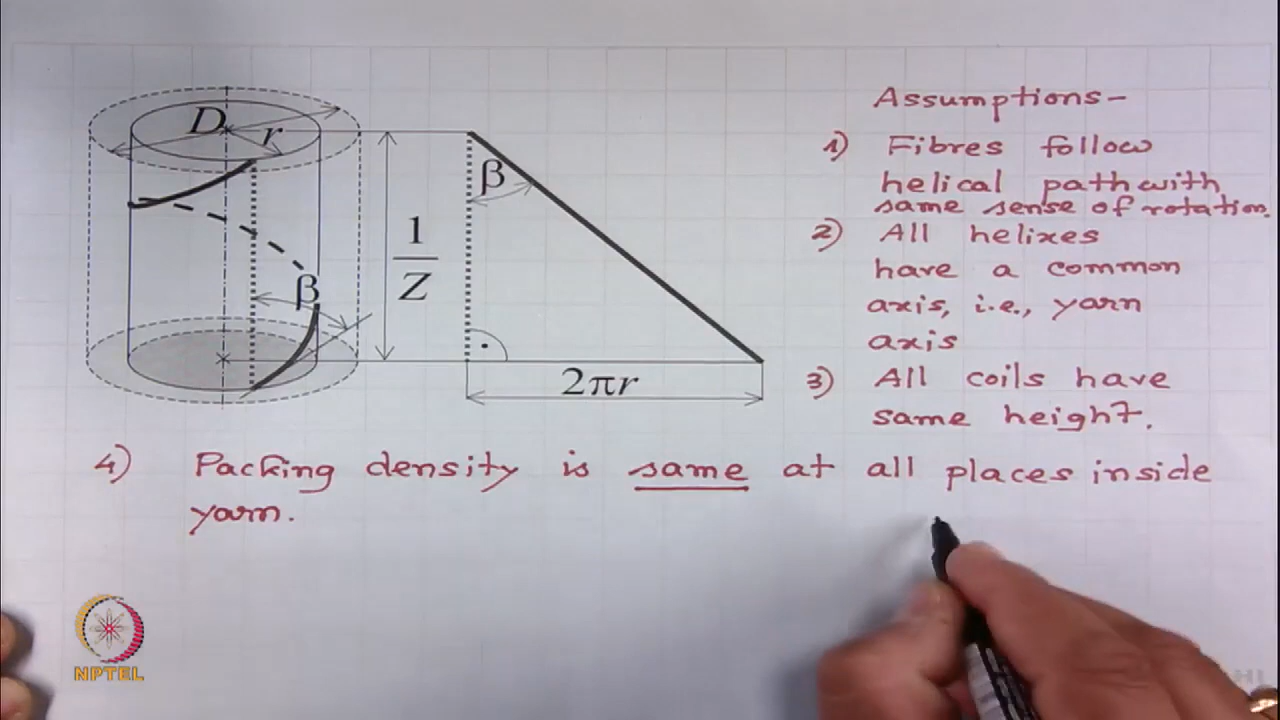 D
r
β
1
Z
β
2πr
Assumptions-
1) Fibres follow
helical path with
same sense of rotation.
2) All helixes
have a common
axis, i.e., yarn
axis
3) All coils have
same height.
4) Packing density is same at all places inside
yarn.
NPTEL